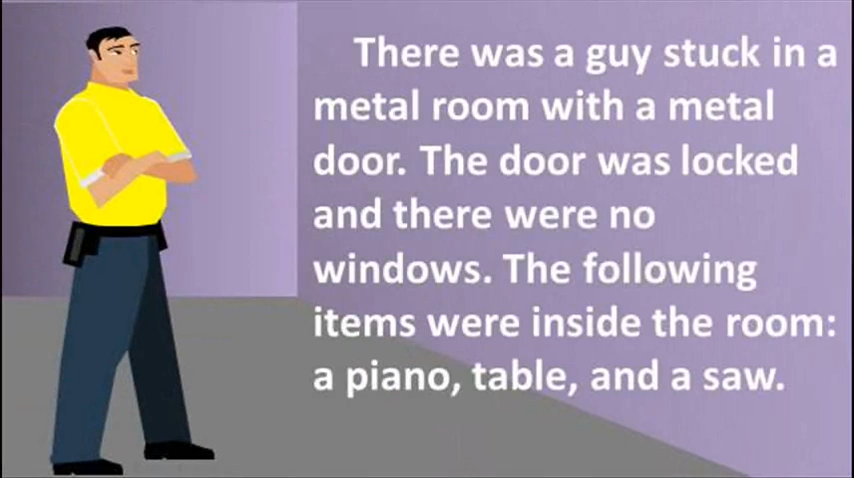 There was a guy stuck in a
metal room with a metal
door. The door was locked
and there were no
windows. The following
items were inside the room:
a piano, table, and a saw.